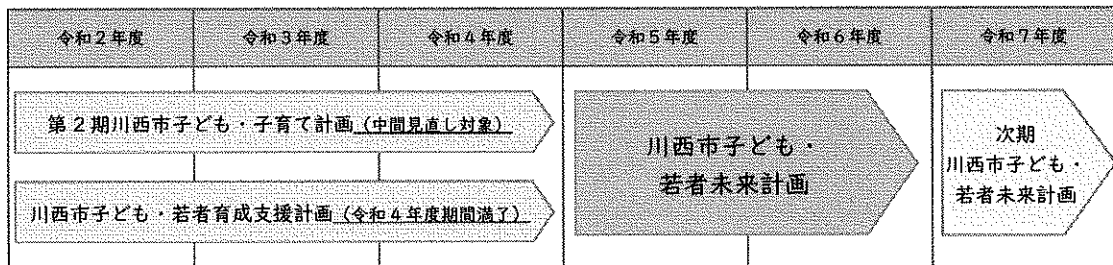 令和2年度 令和3年度 令和4年度 令和5年度 令和6年度 令和7年度
第2期川西市子ども・子育て計画（中間見直し対象）
川西市子ども・若者育成支援計画（令和4年度期間満了）
川西市子ども・
若者未来計画
次期
川西市子ども・
若者未来計画